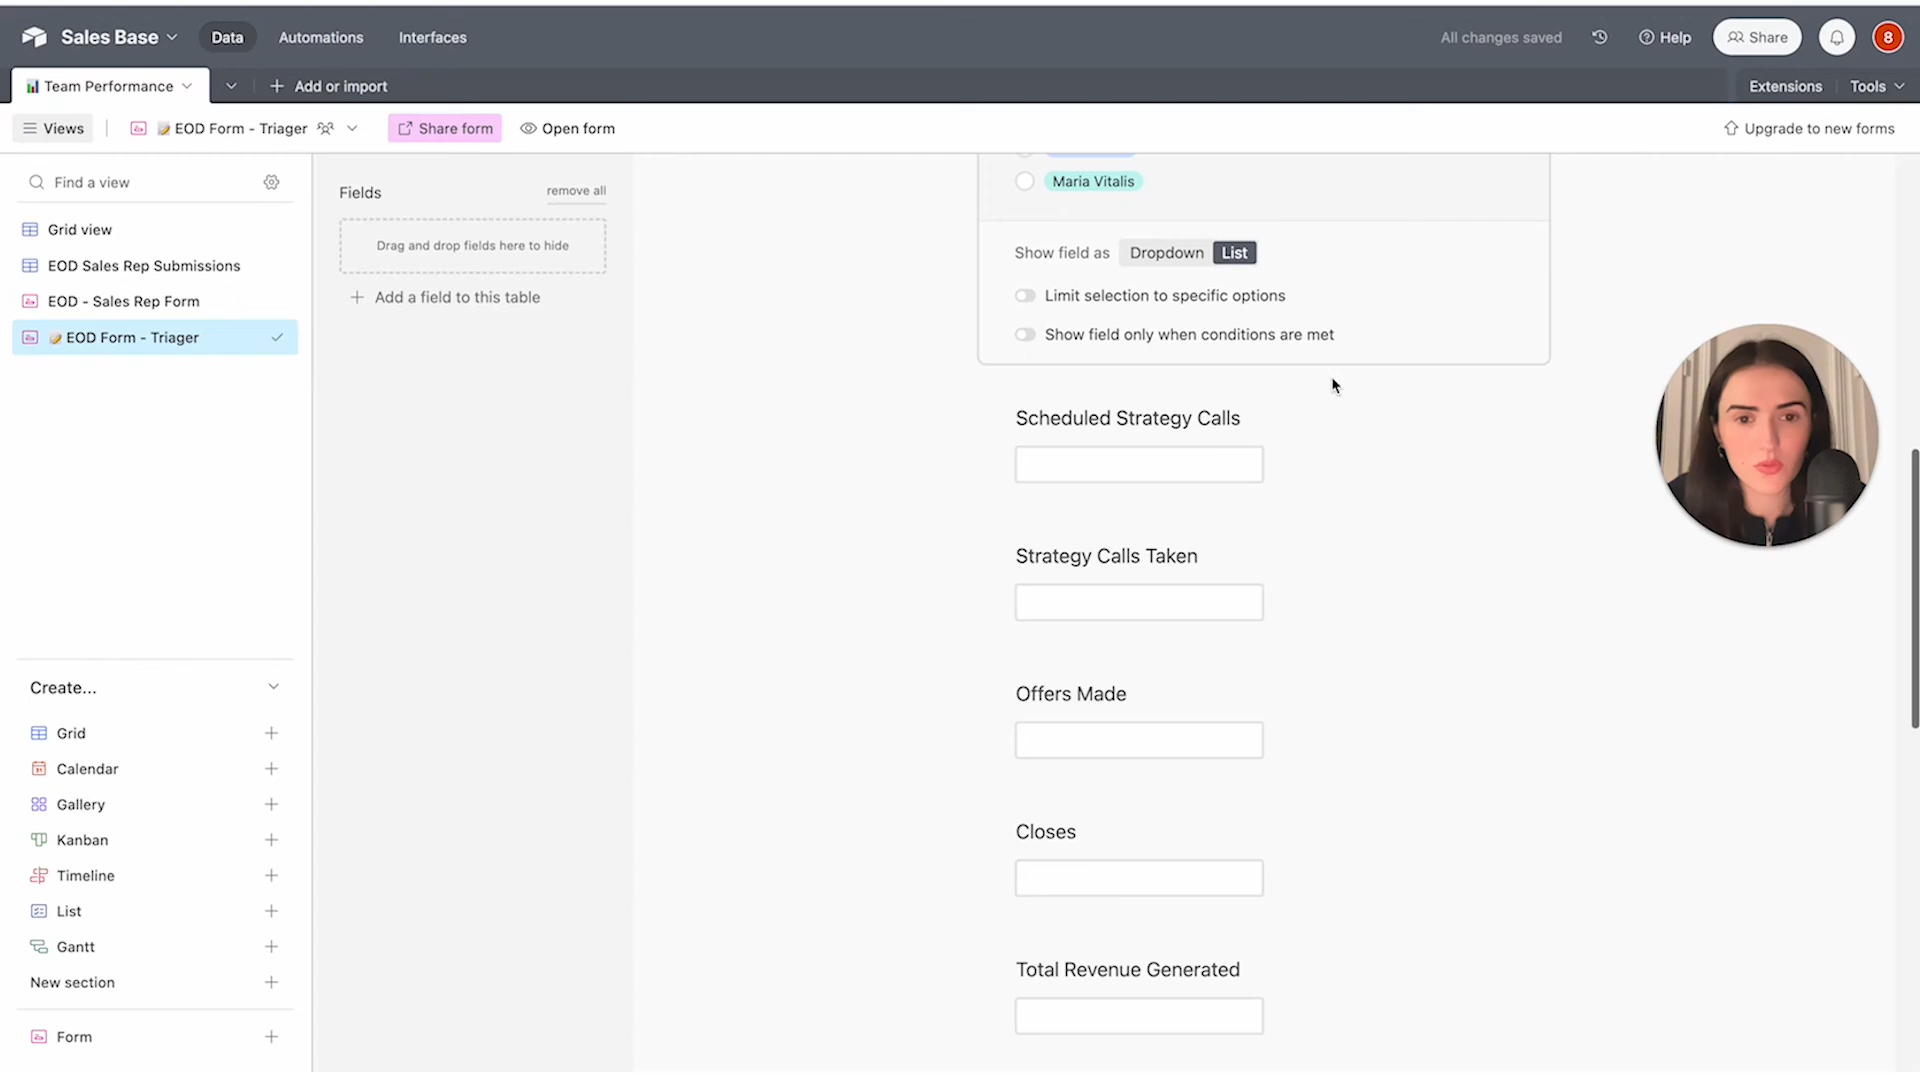 Sales Base
Data
Automations
Interfaces
All changes saved
Help
Share
8
Team Performance
Add or import
Extensions
Tools
Views
EOD Form - Triager
Share form
Open form
Upgrade to new forms
Find a view
Grid view
EOD Sales Rep Submissions
EOD - Sales Rep Form
EOD Form - Triager
Fields
remove all
Drag and drop fields here to hide
Add a field to this table
Maria Vitalis
Show field as
Dropdown
List
Limit selection to specific options
Show field only when conditions are met
Scheduled Strategy Calls
Strategy Calls Taken
Offers Made
Closes
Total Revenue Generated
Create...
Grid
Calendar
Gallery
Kanban
Timeline
List
Gantt
New section
Form